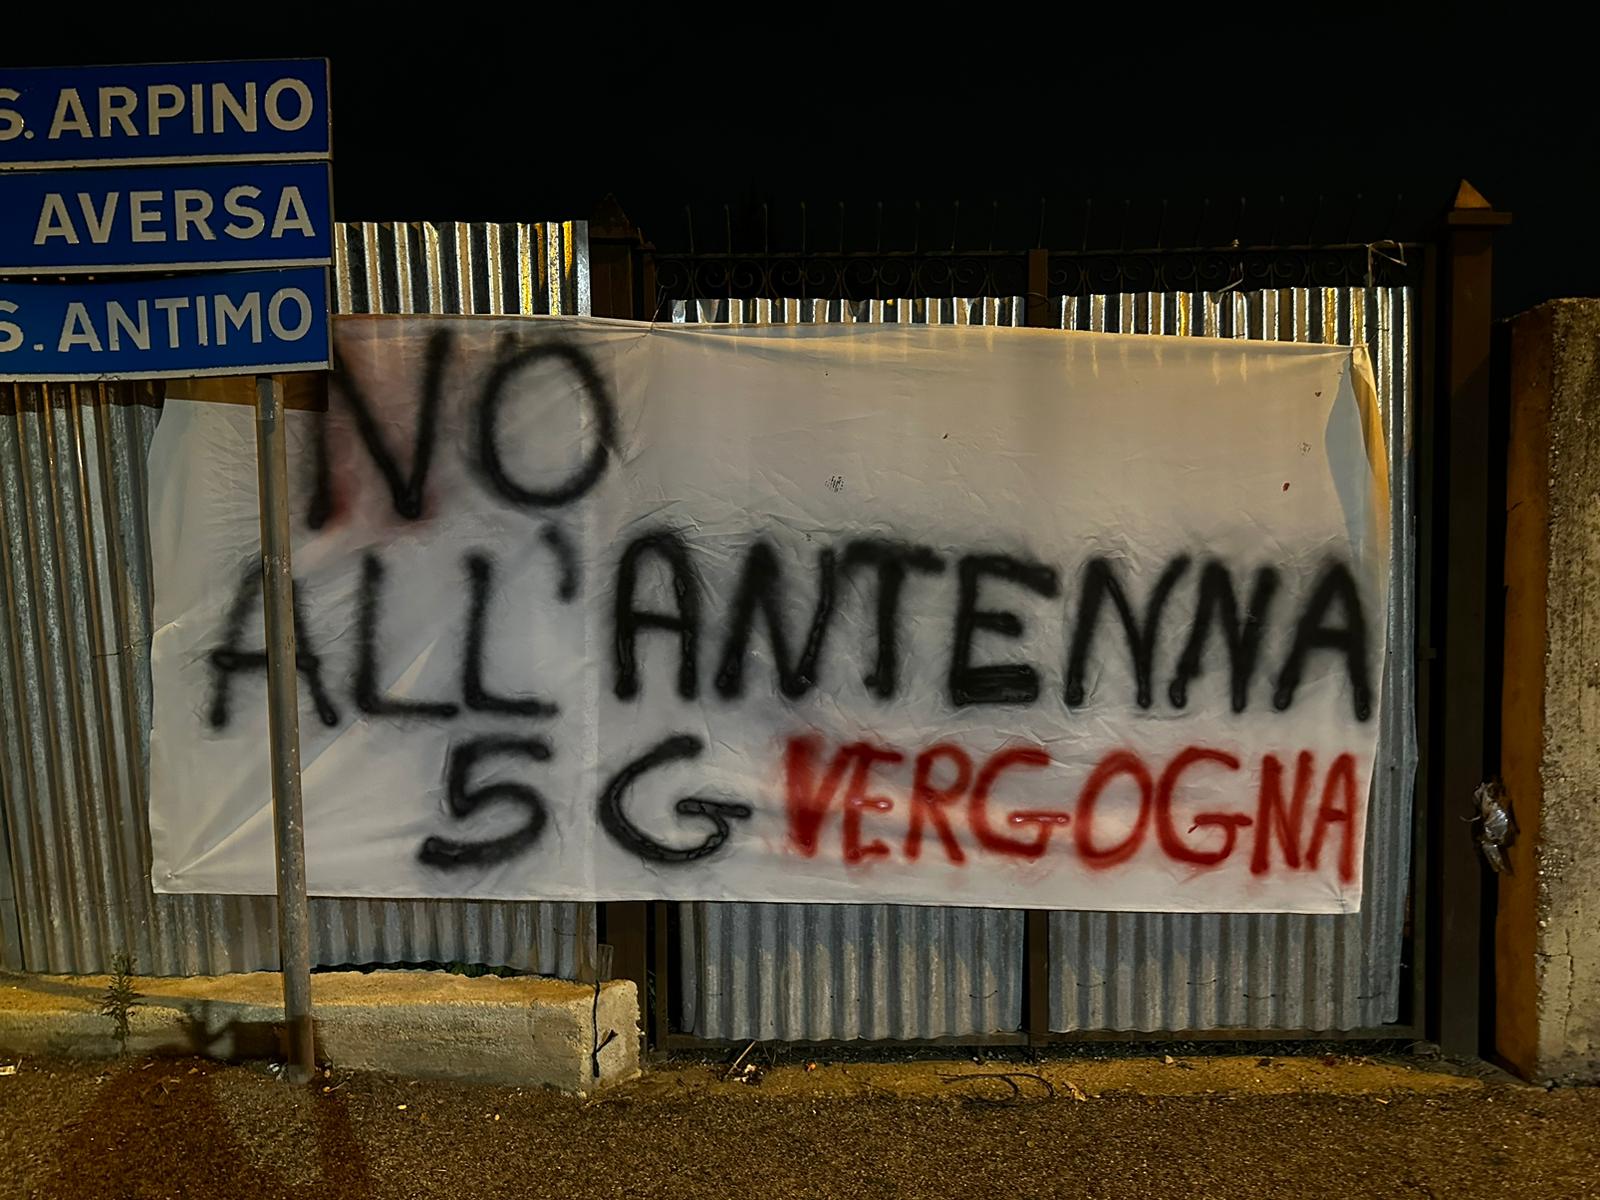 S. ARPINO
AVERSA
S. ANTIMO
NO
ALL'ANTENNA
5G VERGOGNA